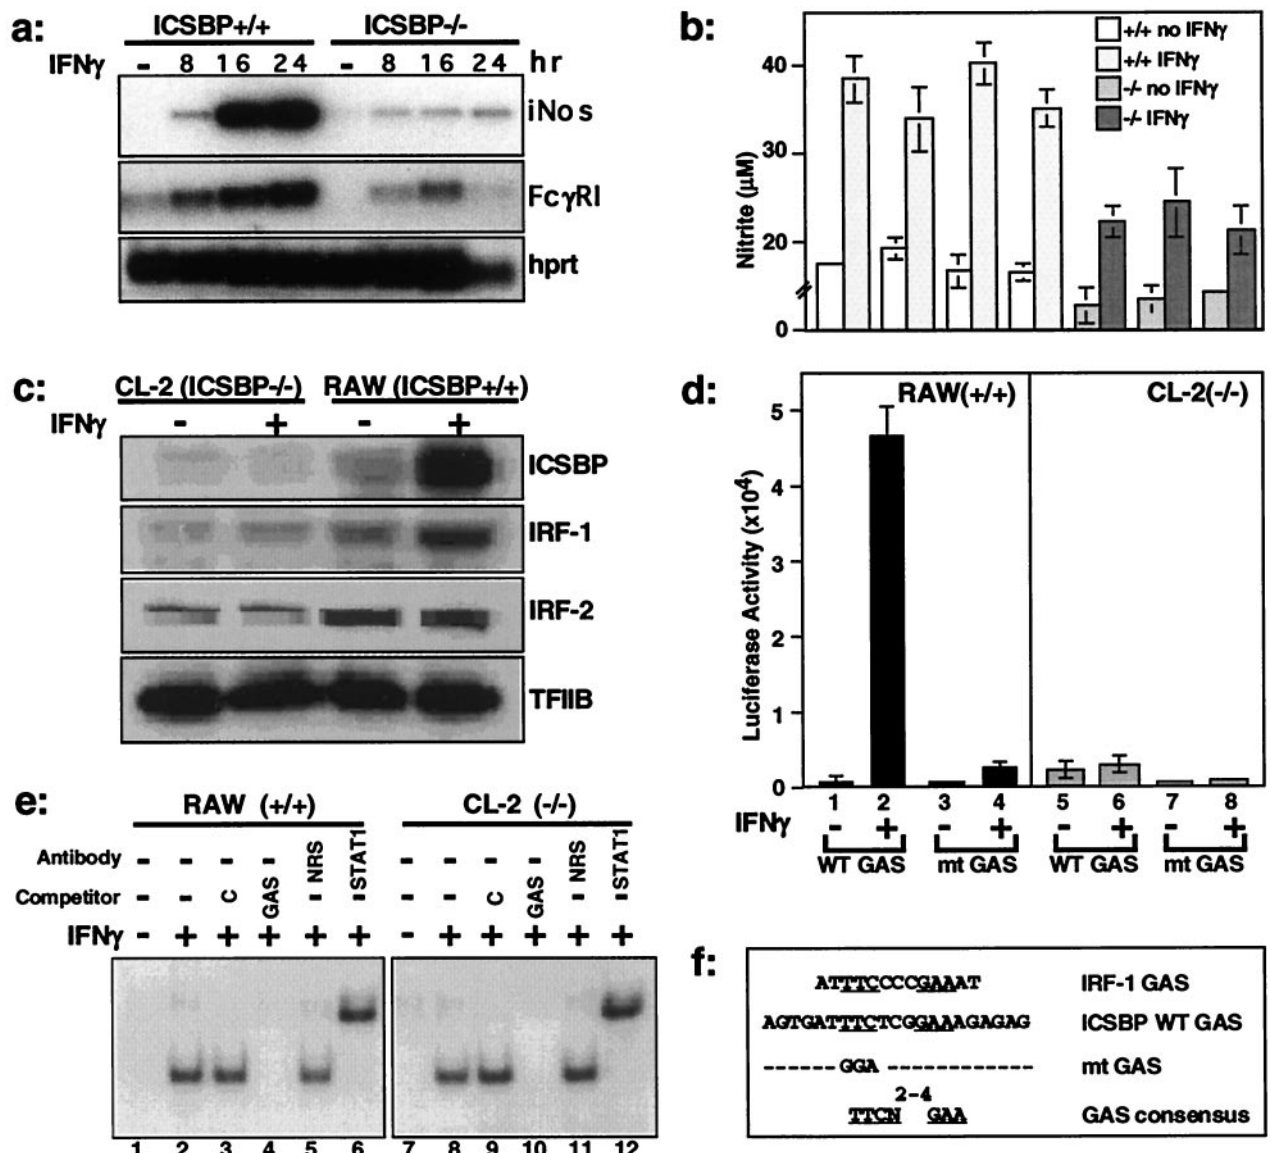 a:
ICSBP+/+ ICSBP-/-
IFNγ - 8 16 24 - 8 16 24 hr
iNos
FcγRI
hprt
b:
Nitrite (μM)
40
30
20
0
+/+ no IFNγ
+/+ IFNγ
-/- no IFNγ
-/- IFNγ
c:
CL-2 (ICSBP-/-) RAW (ICSBP+/+)
IFNγ - + - +
ICSBP
IRF-1
IRF-2
TFIIB
d:
RAW(+/+) CL-2(-/-)
Luciferase Activity (x10⁴)
5
4
3
2
1
0
1 2 3 4 5 6 7 8
IFNγ - + - + - + - +
WT GAS mt GAS WT GAS mt GAS
e:
RAW (+/+) CL-2 (-/-)
Antibody - - - - NRS STAT1 - - - - NRS STAT1
Competitor - - C GAS - - - - C GAS - -
IFNγ - + + + + + - + + + + +
1 2 3 4 5 6 7 8 9 10 11 12
f:
ATTTCCCCGAAAT IRF-1 GAS
AGTGATTTCTCGGAAAGAGAG ICSBP WT GAS
------GGA------------ mt GAS
2-4
TTCN GAA GAS consensus